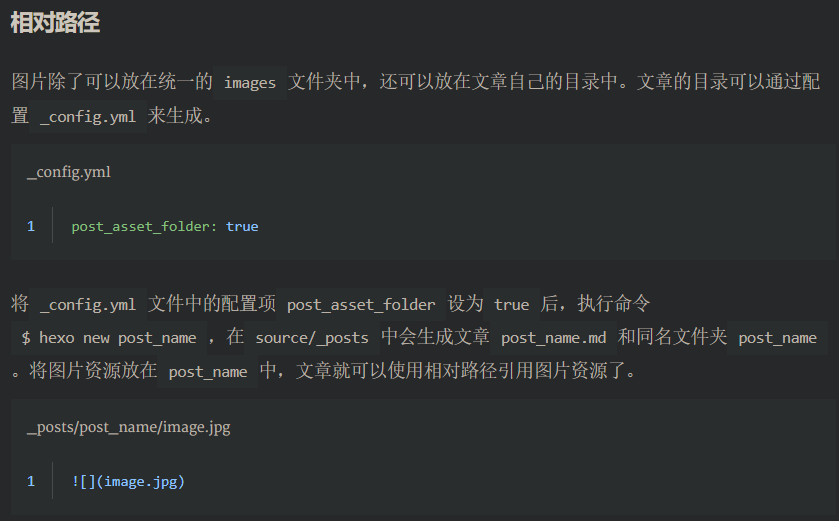 相对路径
图片除了可以放在统一的 images 文件夹中，还可以放在文章自己的目录中。文章的目录可以通过配
置 _config.yml 来生成。
_config.yml
1 post_asset_folder: true
将 _config.yml 文件中的配置项 post_asset_folder 设为 true 后，执行命令
$ hexo new post_name ，在 source/_posts 中会生成文章 post_name.md 和同名文件夹 post_name
。将图片资源放在 post_name 中，文章就可以使用相对路径引用图片资源了。
_posts/post_name/image.jpg
1 ![](image.jpg)